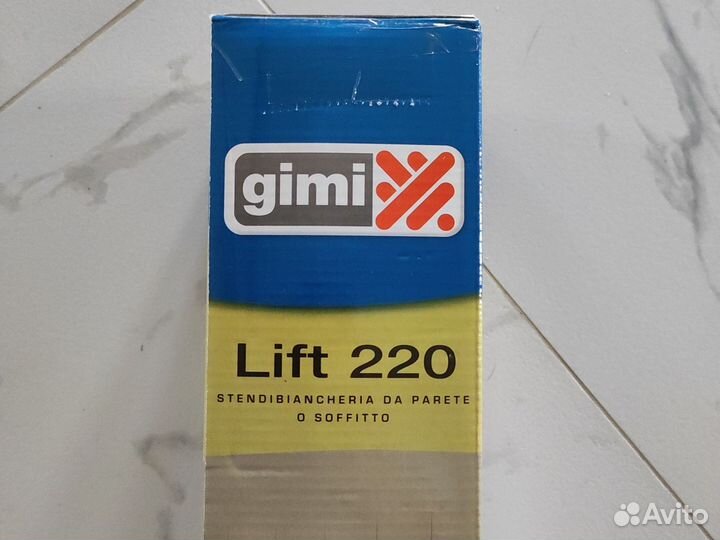 gimi
Lift 220
STENDIBIANCHERIA DA PARETE
O SOFFITTO
Avito